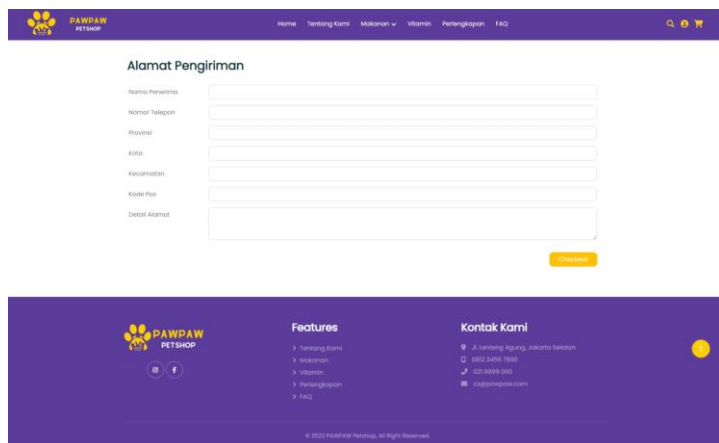 PAWPAW
PETSHOP
Home Tentang Kami Makanan Vitamin Perlengkapan FAQ
Alamat Pengiriman
Nama Penerima
Nomor Telepon
Provinsi
Kota
Kecamatan
Kode Pos
Detail Alamat
Checkout
PAWPAW
PETSHOP
Features
Tentang Kami
Makanan
Vitamin
Perlengkapan
FAQ
Kontak Kami
Jl. Lenteng Agung, Jakarta Selatan
0812 3456 7890
021 9999 000
cs@pawpaw.com
© 2022 PAWPAW Petshop, All Right Reserved.